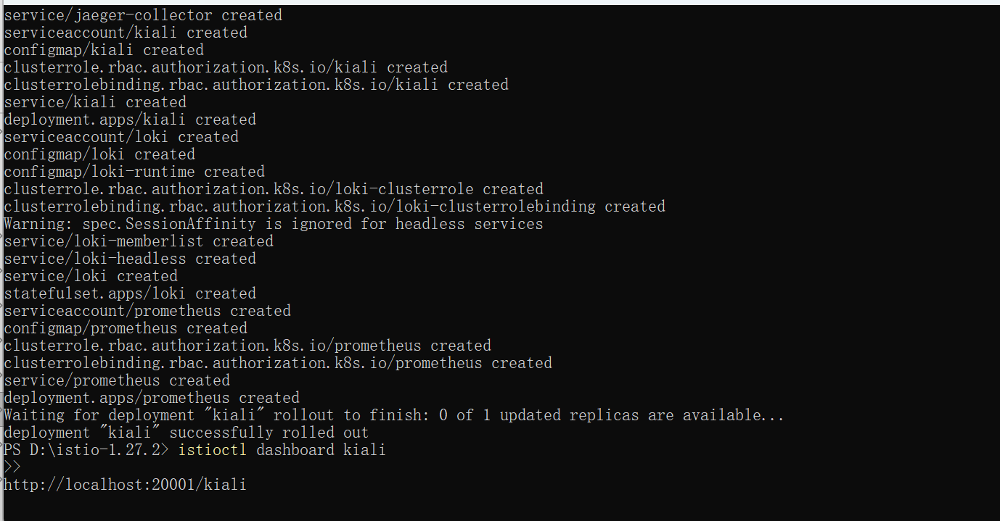 service/jaeger-collector created
serviceaccount/kiali created
configmap/kiali created
clusterrole.rbac.authorization.k8s.io/kiali created
clusterrolebinding.rbac.authorization.k8s.io/kiali created
service/kiali created
deployment.apps/kiali created
serviceaccount/loki created
configmap/loki created
configmap/loki-runtime created
clusterrole.rbac.authorization.k8s.io/loki-clusterrole created
clusterrolebinding.rbac.authorization.k8s.io/loki-clusterrolebinding created
Warning: spec.SessionAffinity is ignored for headless services
service/loki-memberlist created
service/loki-headless created
service/loki created
statefulset.apps/loki created
serviceaccount/prometheus created
configmap/prometheus created
clusterrole.rbac.authorization.k8s.io/prometheus created
clusterrolebinding.rbac.authorization.k8s.io/prometheus created
service/prometheus created
deployment.apps/prometheus created
Waiting for deployment "kiali" rollout to finish: 0 of 1 updated replicas are available...
deployment "kiali" successfully rolled out
PS D:\istio-1.27.2> istioctl dashboard kiali
>>
http://localhost:20001/kiali